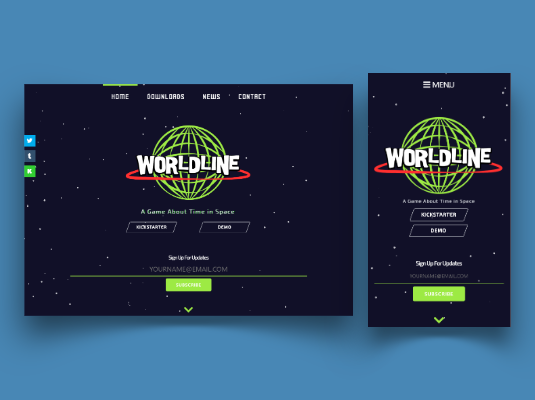 HOME DOWNLOADS NEWS CONTACT
WORLDLINE
A Game About Time in Space
KICKSTARTER DEMO
Sign Up For Updates
YOURNAME@EMAIL.COM
SUBSCRIBE
MENU
WORLDLINE
A Game About Time in Space
KICKSTARTER
DEMO
Sign Up For Updates
YOURNAME@EMAIL.COM
SUBSCRIBE